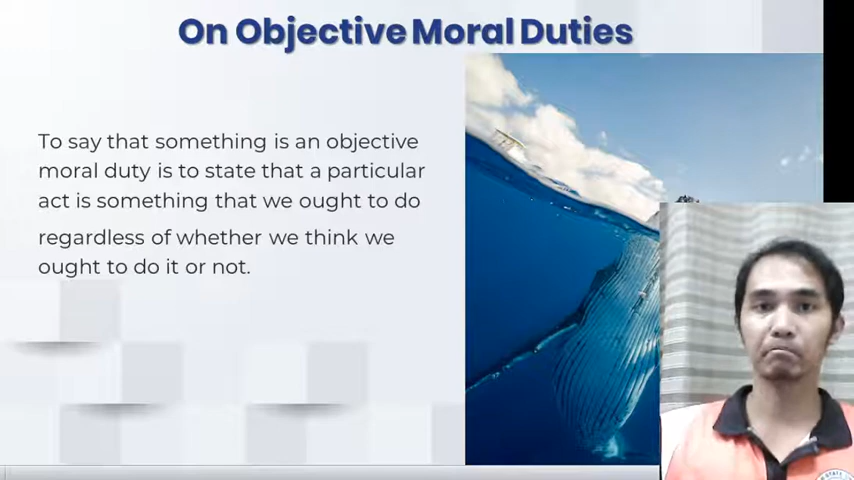 On Objective Moral Duties
To say that something is an objective
moral duty is to state that a particular
act is something that we ought to do
regardless of whether we think we
ought to do it or not.